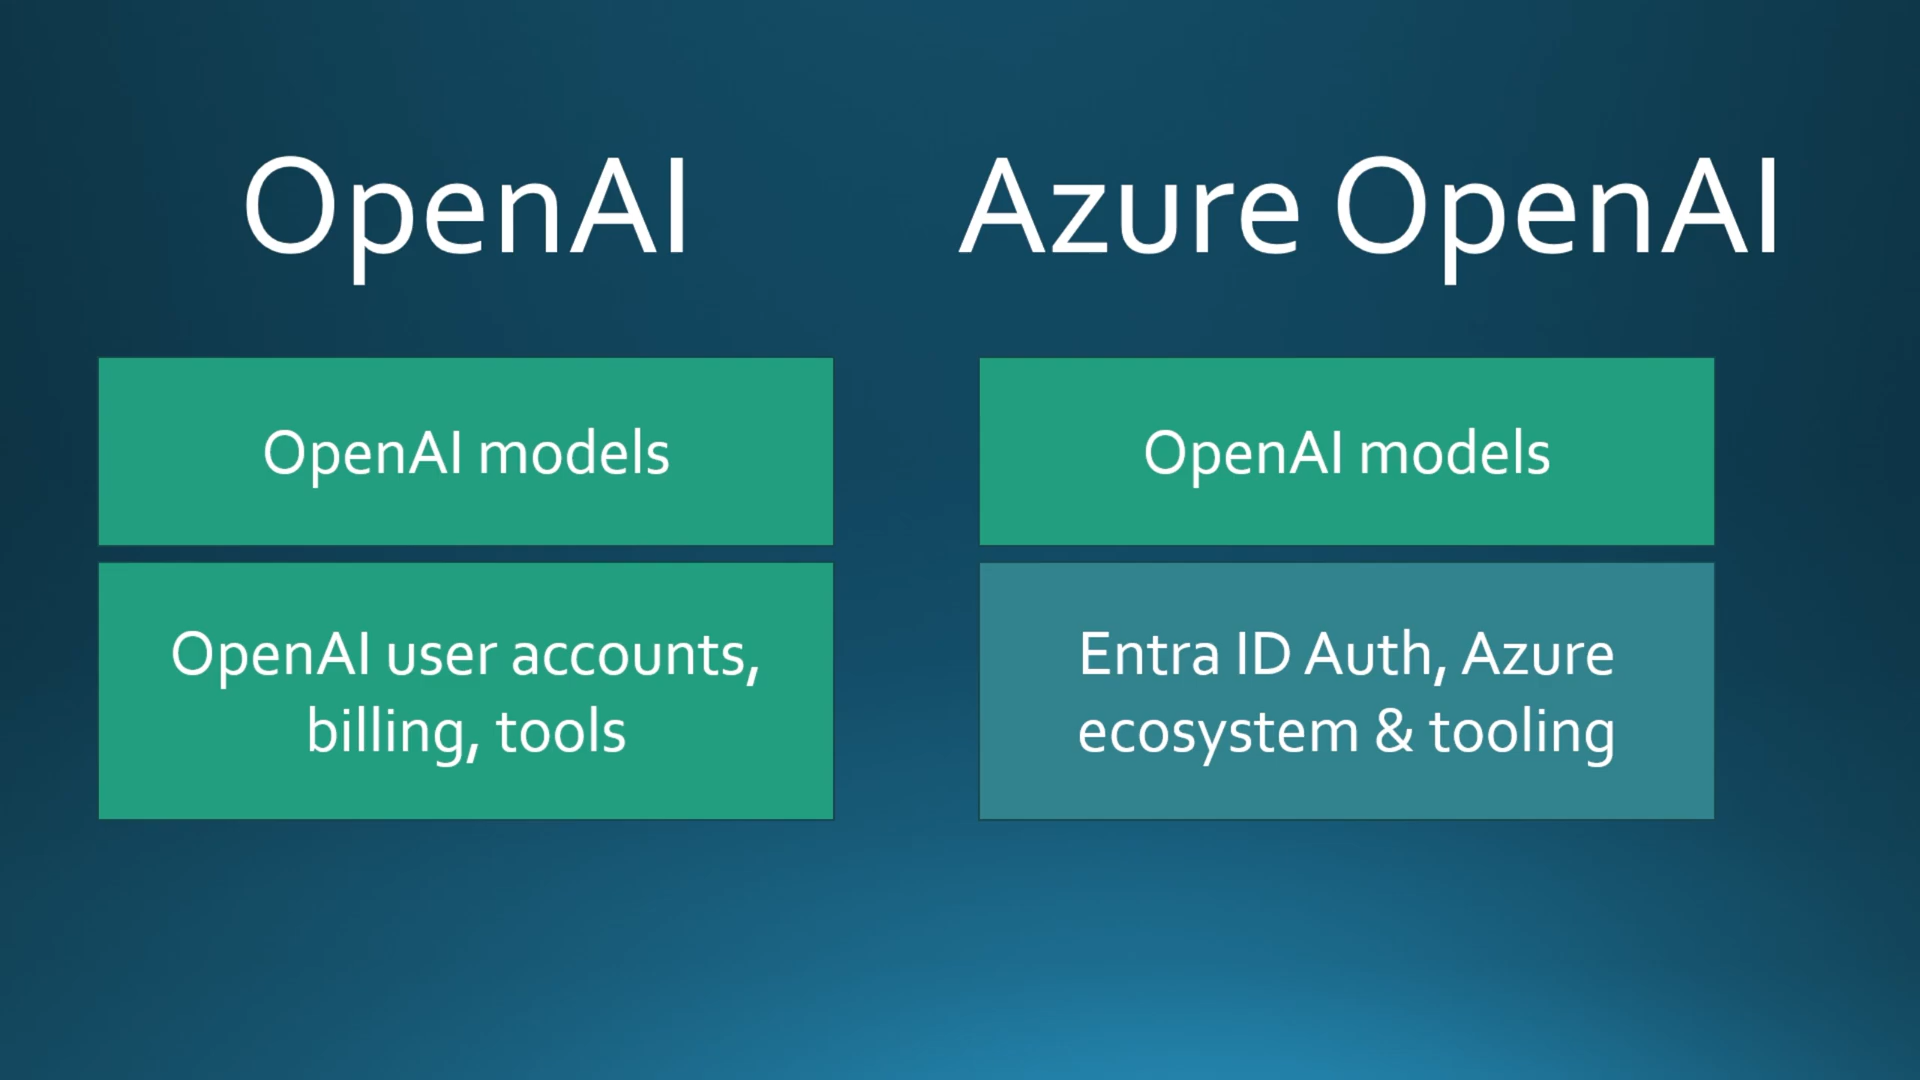 OpenAI
Azure OpenAI
OpenAI models
OpenAI models
OpenAI user accounts,
billing, tools
Entra ID Auth, Azure
ecosystem & tooling